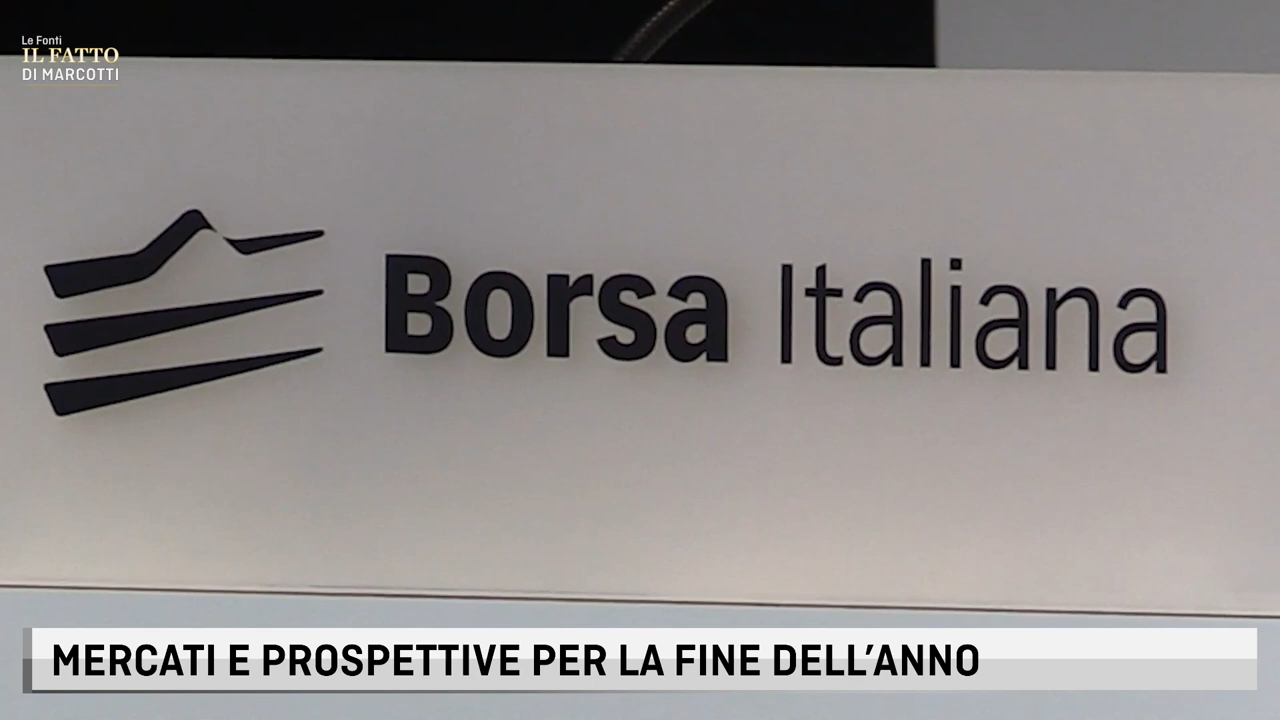 Le Fonti
IL FATTO
DI MARCOTTI
Borsa Italiana
MERCATI E PROSPETTIVE PER LA FINE DELL'ANNO